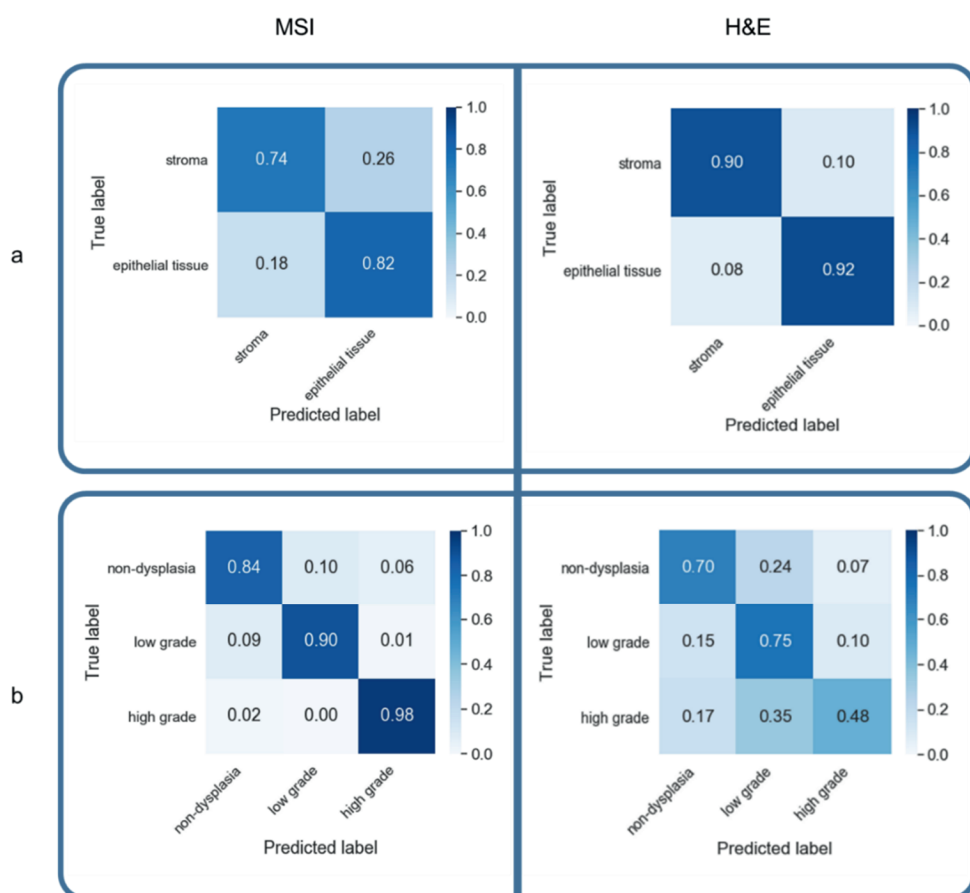 MSI H&E
a
True label
stroma 0.74 0.26
epithelial tissue 0.18 0.82
1.0
0.8
0.6
0.4
0.2
0.0
stroma epithelial tissue
Predicted label
True label
stroma 0.90 0.10
epithelial tissue 0.08 0.92
1.0
0.8
0.6
0.4
0.2
0.0
stroma epithelial tissue
Predicted label
b
True label
non-dysplasia 0.84 0.10 0.06
low grade 0.09 0.90 0.01
high grade 0.02 0.00 0.98
1.0
0.8
0.6
0.4
0.2
0.0
non-dysplasia low grade high grade
Predicted label
True label
non-dysplasia 0.70 0.24 0.07
low grade 0.15 0.75 0.10
high grade 0.17 0.35 0.48
1.0
0.8
0.6
0.4
0.2
0.0
non-dysplasia low grade high grade
Predicted label